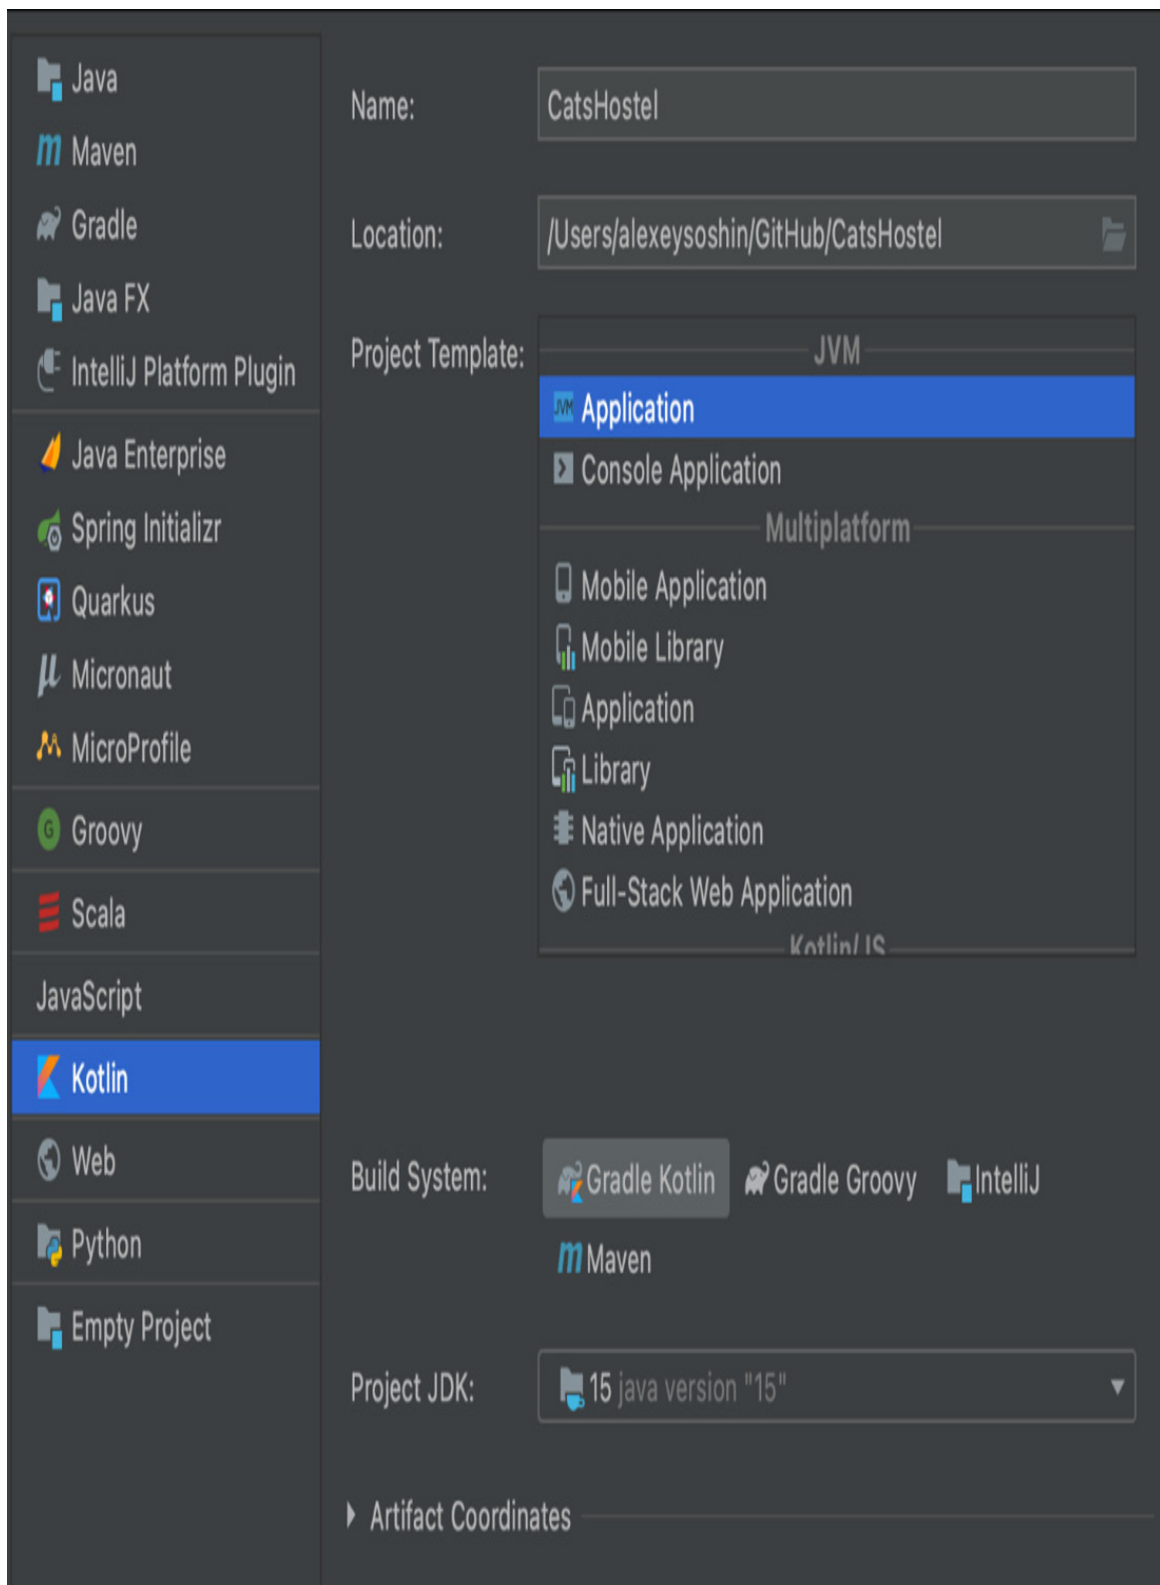 Java
Maven
Gradle
Java FX
IntelliJ Platform Plugin
Java Enterprise
Spring Initializr
Quarkus
Micronaut
MicroProfile
G Groovy
Scala
JavaScript
Kotlin
Web
Python
Empty Project
Name: CatsHostel
Location: /Users/alexeysoshin/GitHub/CatsHostel
Project Template:
JVM
JVM Application
Console Application
Multiplatform
Mobile Application
Mobile Library
Application
Library
Native Application
Full-Stack Web Application
Kotlin/JS
Build System: Gradle Kotlin Gradle Groovy IntelliJ
Maven
Project JDK: 15 java version "15"
Artifact Coordinates